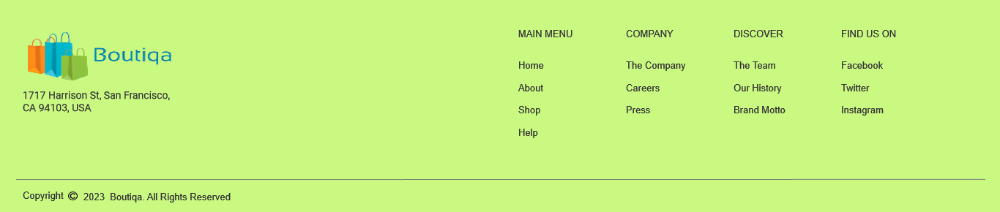 Boutiqa
1717 Harrison St, San Francisco,
CA 94103, USA
MAIN MENU
Home
About
Shop
Help
COMPANY
The Company
Careers
Press
DISCOVER
The Team
Our History
Brand Motto
FIND US ON
Facebook
Twitter
Instagram
Copyright © 2023 Boutiqa. All Rights Reserved